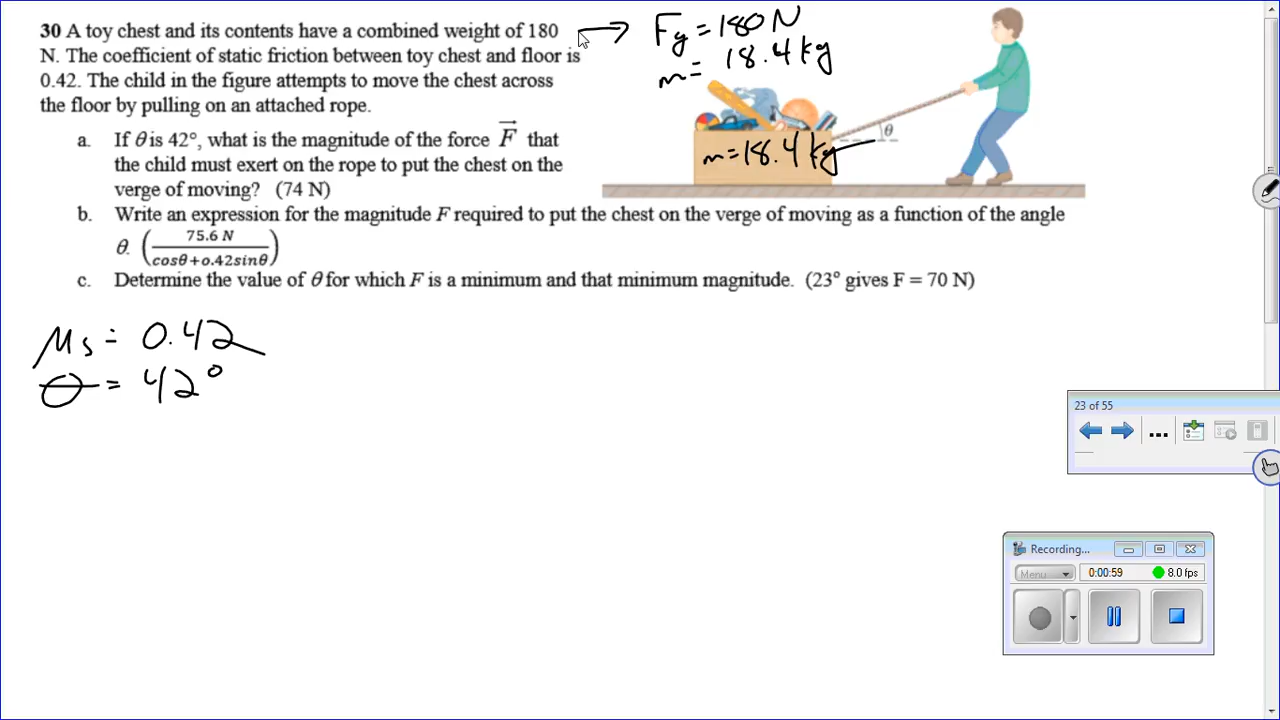 30 A toy chest and its contents have a combined weight of 180
N. The coefficient of static friction between toy chest and floor is
0.42. The child in the figure attempts to move the chest across
the floor by pulling on an attached rope.
Fg = 180 N
m = 18.4 kg
θ
m = 18.4 kg
a. If θ is 42°, what is the magnitude of the force F⃗ that
the child must exert on the rope to put the chest on the
verge of moving? (74 N)
b. Write an expression for the magnitude F required to put the chest on the verge of moving as a function of the angle
θ. (75.6 N / cosθ+0.42sinθ)
c. Determine the value of θ for which F is a minimum and that minimum magnitude. (23° gives F = 70 N)
μs = 0.42
θ = 42°
23 of 55
...
Recording...
Menu
0:00:59
8.0 fps